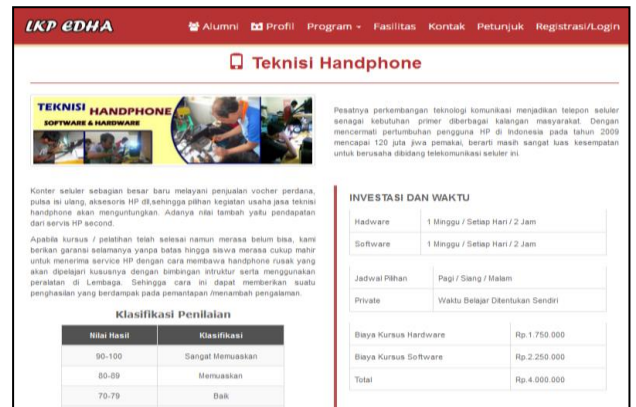 LKP EDHA
Alumni Profil Program Fasilitas Kontak Petunjuk Registrasi/Login
Teknisi Handphone
TEKNISI HANDPHONE
SOFTWARE & HARDWARE
Pesatnya perkembangan teknologi komunikasi menjadikan telepon seluler
senagai kebutuhan primer diberbagai kalangan masyarakat. Dengan
mencermati pertumbuhan pengguna HP di Indonesia pada tahun 2009
mencapai 120 juta jiwa pemakai, berarti masih sangat luas kesempatan
untuk berusaha dibidang telekomunikasi seluler ini.
Konter seluler sebagian besar baru melayani penjualan vocher perdana,
pulsa isi ulang, aksesoris HP dll,sehingga pilihan kegiatan usaha jasa teknisi
handphone akan menguntungkan. Adanya nilai tambah yaitu pendapatan
dari servis HP second.
Apabila kursus / pelatihan telah selesai namun merasa belum bisa, kami
berikan garansi selamanya yanpa batas hingga siswa merasa cukup mahir
untuk menerima service HP dengan cara membawa handphone rusak yang
akan dipelajari kususnya dengan bimbingan intruktur serta menggunakan
peralatan di Lembaga. Sehingga cara ini dapat memberikan suatu
penghasilan yang berdampak pada pemantapan /menambah pengalaman.
Klasifikasi Penilaian
Nilai Hasil Klasifikasi
90-100 Sangat Memuaskan
80-89 Memuaskan
70-79 Baik
INVESTASI DAN WAKTU
Hadware 1 Minggu / Setiap Hari / 2 Jam
Software 1 Minggu / Setiap Hari / 2 Jam
Jadwal Pilihan Pagi / Siang / Malam
Private Waktu Belajar Ditentukan Sendiri
Biaya Kursus Hardware Rp.1.750.000
Biaya Kursus Software Rp.2.250.000
Total Rp.4.000.000